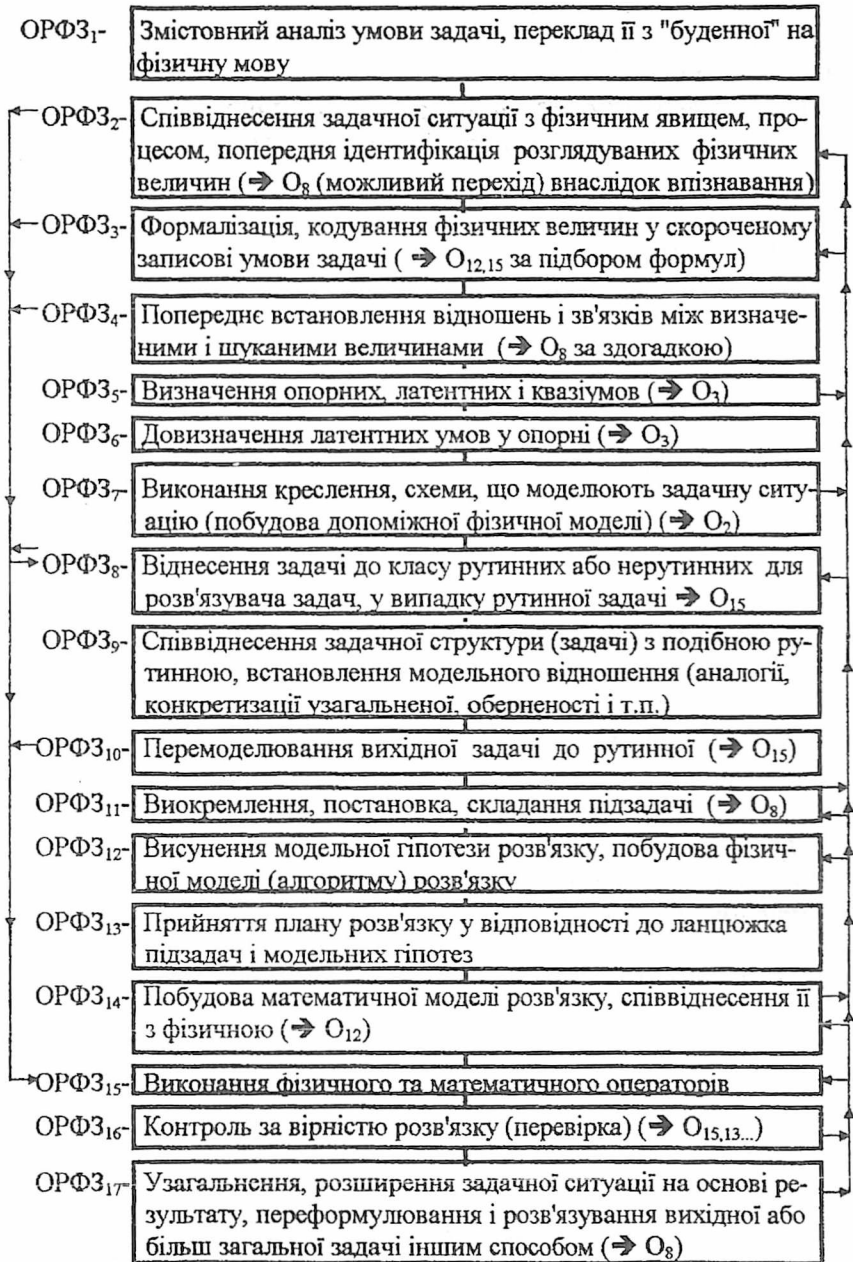 ОРФЗ₁- Змістовний аналіз умови задачі, переклад її з "буденної" на
фізичну мову
ОРФЗ₂- Співвіднесення задачної ситуації з фізичним явищем, про-
цесом, попередня ідентифікація розглядуваних фізичних
величин (➔ О₈ (можливий перехід) внаслідок впізнавання)
ОРФЗ₃- Формалізація, кодування фізичних величин у скороченому
записові умови задачі ( ➔ О₁₂,₁₅ за підбором формул)
ОРФЗ₄- Попереднє встановлення відношень і зв'язків між визначе-
ними і шуканими величинами (➔ О₈ за здогадкою)
ОРФЗ₅- Визначення опорних, латентних і квазіумов (➔ О₃)
ОРФЗ₆- Довизначення латентних умов у опорні (➔ О₃)
ОРФЗ₇- Виконання креслення, схеми, що моделюють задачну ситу-
ацію (побудова допоміжної фізичної моделі) (➔ О₂)
ОРФЗ₈- Віднесення задачі до класу рутинних або нерутинних для
розв'язувача задач, у випадку рутинної задачі ➔ О₁₅
ОРФЗ₉- Співвіднесення задачної структури (задачі) з подібною ру-
тинною, встановлення модельного відношення (аналогії,
конкретизації узагальненої, оберненості і т.п.)
ОРФЗ₁₀- Перемоделювання вихідної задачі до рутинної (➔ О₁₅)
ОРФЗ₁₁- Виокремлення, постановка, складання підзадачі (➔ О₈)
ОРФЗ₁₂- Висунення модельної гіпотези розв'язку, побудова фізич-
ної моделі (алгоритму) розв'язку
ОРФЗ₁₃- Прийняття плану розв'язку у відповідності до ланцюжка
підзадач і модельних гіпотез
ОРФЗ₁₄- Побудова математичної моделі розв'язку, співвіднесення її
з фізичною (➔ О₁₂)
ОРФЗ₁₅- Виконання фізичного та математичного операторів
ОРФЗ₁₆- Контроль за вірністю розв'язку (перевірка) (➔ О₁₅,₁₃...)
ОРФЗ₁₇- Узагальнення, розширення задачної ситуації на основі ре-
зультату, переформулювання і розв'язування вихідної або
більш загальної задачі іншим способом (➔ О₈)